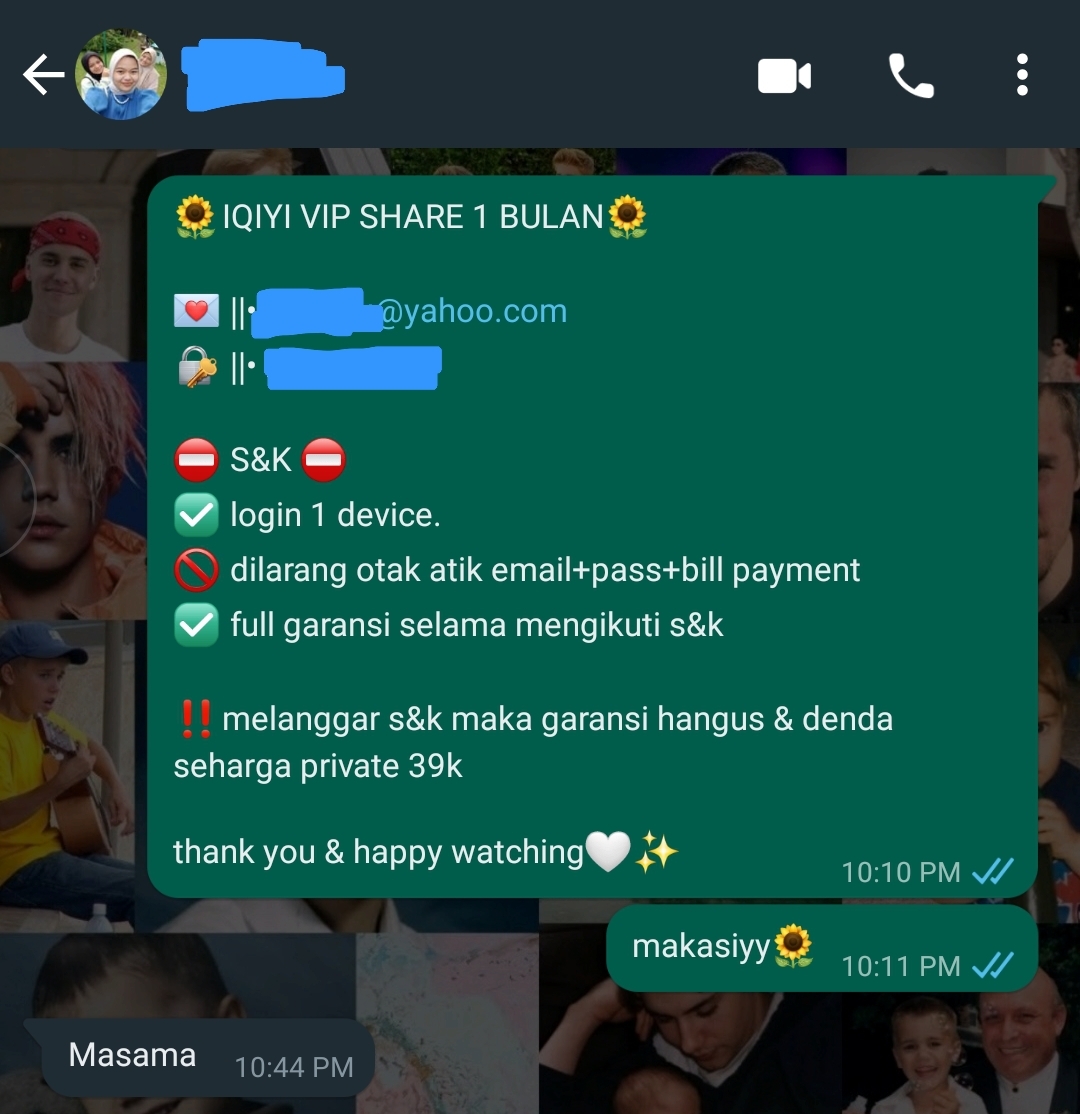 🌻IQIYI VIP SHARE 1 BULAN🌻
💌 ||• @yahoo.com
🔐 ||•
⛔ S&K ⛔
✅ login 1 device.
🚫 dilarang otak atik email+pass+bill payment
✅ full garansi selama mengikuti s&k
‼️melanggar s&k maka garansi hangus & denda
seharga private 39k
thank you & happy watching🤍✨
10:10 PM
makasiyy🌻 10:11 PM
Masama 10:44 PM